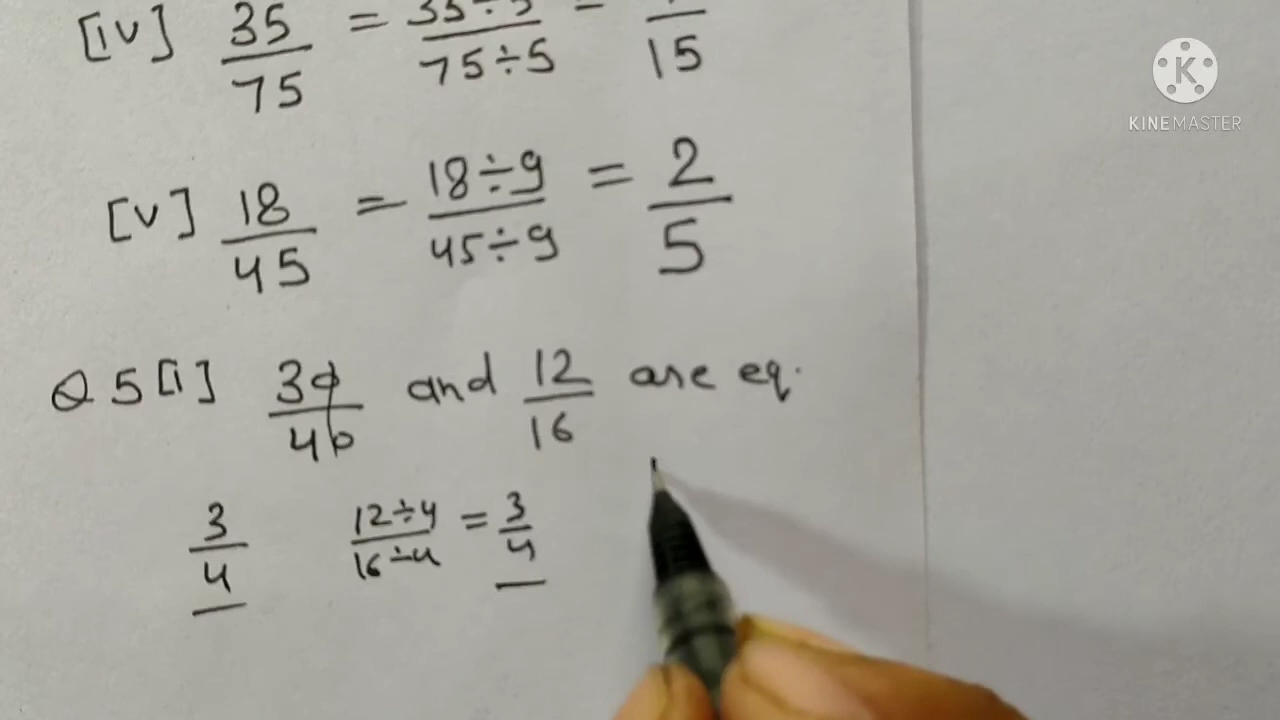 [iv] 35/75 = 35÷5/75÷5 = /15
[v] 18/45 = 18÷9/45÷9 = 2/5
Q 5 [i] 30/40 and 12/16 are eq.
3/4 12÷4/16÷4 = 3/4
KINEMASTER